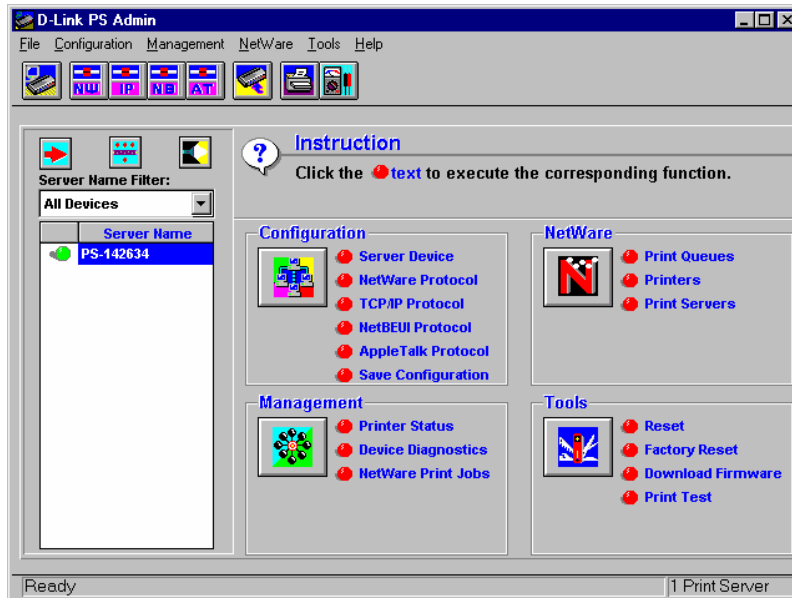 D-Link PS Admin
File Configuration Management NetWare Tools Help
NW IP NB AT
Server Name Filter:
All Devices
Server Name
PS-142634
? Instruction
Click the text to execute the corresponding function.
Configuration
Server Device
NetWare Protocol
TCP/IP Protocol
NetBEUI Protocol
AppleTalk Protocol
Save Configuration
NetWare
N
Print Queues
Printers
Print Servers
Management
Printer Status
Device Diagnostics
NetWare Print Jobs
Tools
Reset
Factory Reset
Download Firmware
Print Test
Ready
1 Print Server